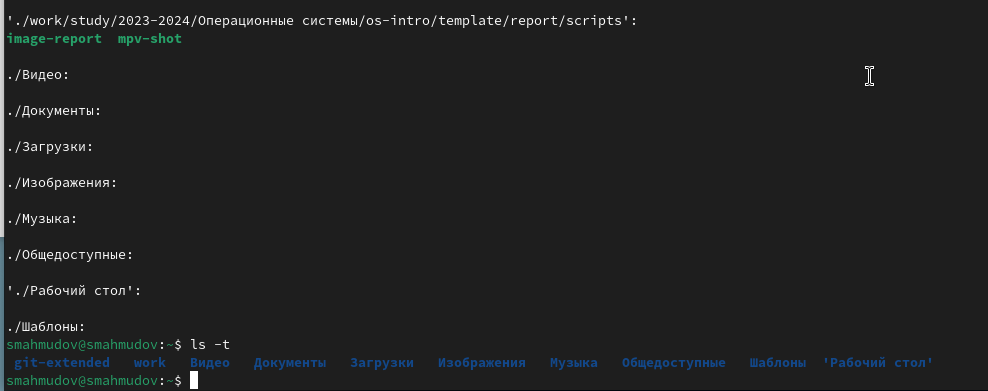 './work/study/2023-2024/Операционные системы/os-intro/template/report/scripts':
image-report  mpv-shot
./Видео:
./Документы:
./Загрузки:
./Изображения:
./Музыка:
./Общедоступные:
'./Рабочий стол':
./Шаблоны:
smahmudov@smahmudov:~$ ls -t
git-extended  work  Видео  Документы  Загрузки  Изображения  Музыка  Общедоступные  Шаблоны  'Рабочий стол'
smahmudov@smahmudov:~$